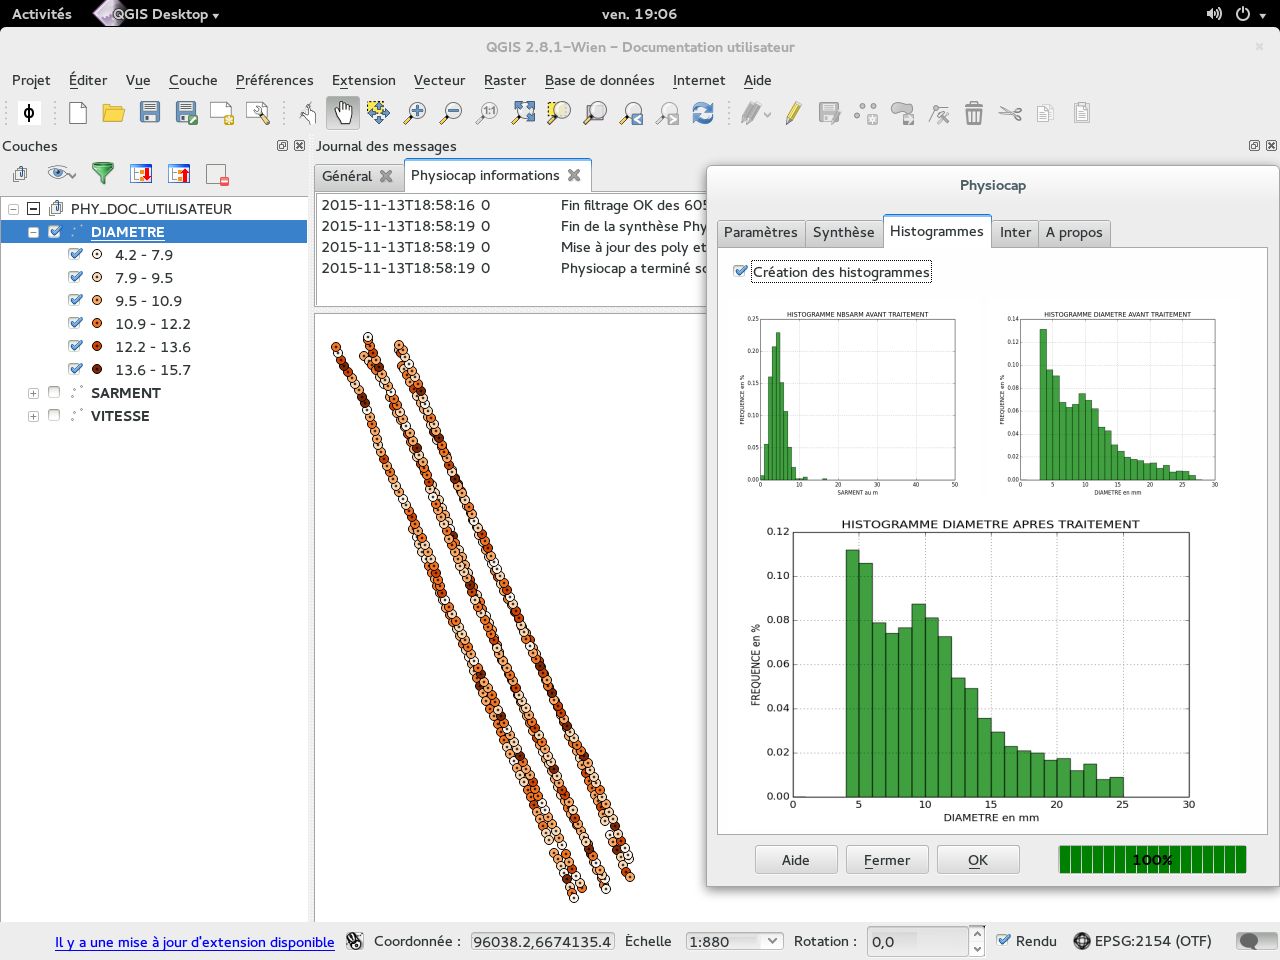 Activités QGIS Desktop ven. 19:06
QGIS 2.8.1-Wien - Documentation utilisateur
Projet Éditer Vue Couche Préférences Extension Vecteur Raster Base de données Internet Aide
Couches
Journal des messages
Général Physiocap informations
2015-11-13T18:58:16 0 Fin filtrage OK des 605
2015-11-13T18:58:19 0 Fin de la synthèse Phy
2015-11-13T18:58:19 0 Mise à jour des poly et
2015-11-13T18:58:19 0 Physiocap a terminé so
PHY_DOC_UTILISATEUR
DIAMETRE
4.2 - 7.9
7.9 - 9.5
9.5 - 10.9
10.9 - 12.2
12.2 - 13.6
13.6 - 15.7
SARMENT
VITESSE
Physiocap
Paramètres Synthèse Histogrammes Inter A propos
Création des histogrammes
HISTOGRAMME NBSARM AVANT TRAITEMENT
FREQUENCE en %
0.25
0.20
0.15
0.10
0.05
0.00
0 10 20 30 40 50
SARMENT au m
HISTOGRAMME DIAMETRE AVANT TRAITEMENT
FREQUENCE en %
0.14
0.12
0.10
0.08
0.06
0.04
0.02
0.00
0 5 10 15 20 25 30
DIAMETRE en mm
HISTOGRAMME DIAMETRE APRES TRAITEMENT
FREQUENCE en %
0.12
0.10
0.08
0.06
0.04
0.02
0.00
0 5 10 15 20 25 30
DIAMETRE en mm
Aide Fermer OK 100%
Il y a une mise à jour d'extension disponible Coordonnée : 96038.2,6674135.4 Échelle 1:880 Rotation : 0,0 Rendu EPSG:2154 (OTF)